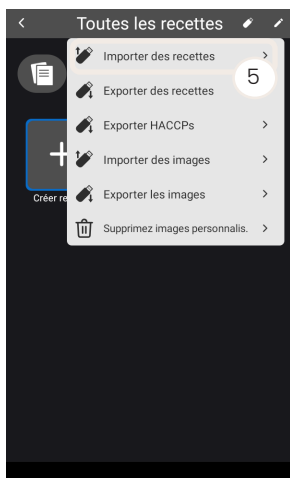 Toutes les recettes
Importer des recettes
5
Exporter des recettes
Exporter HACCPs
Importer des images
Créer re
Exporter les images
Supprimez images personnalis.